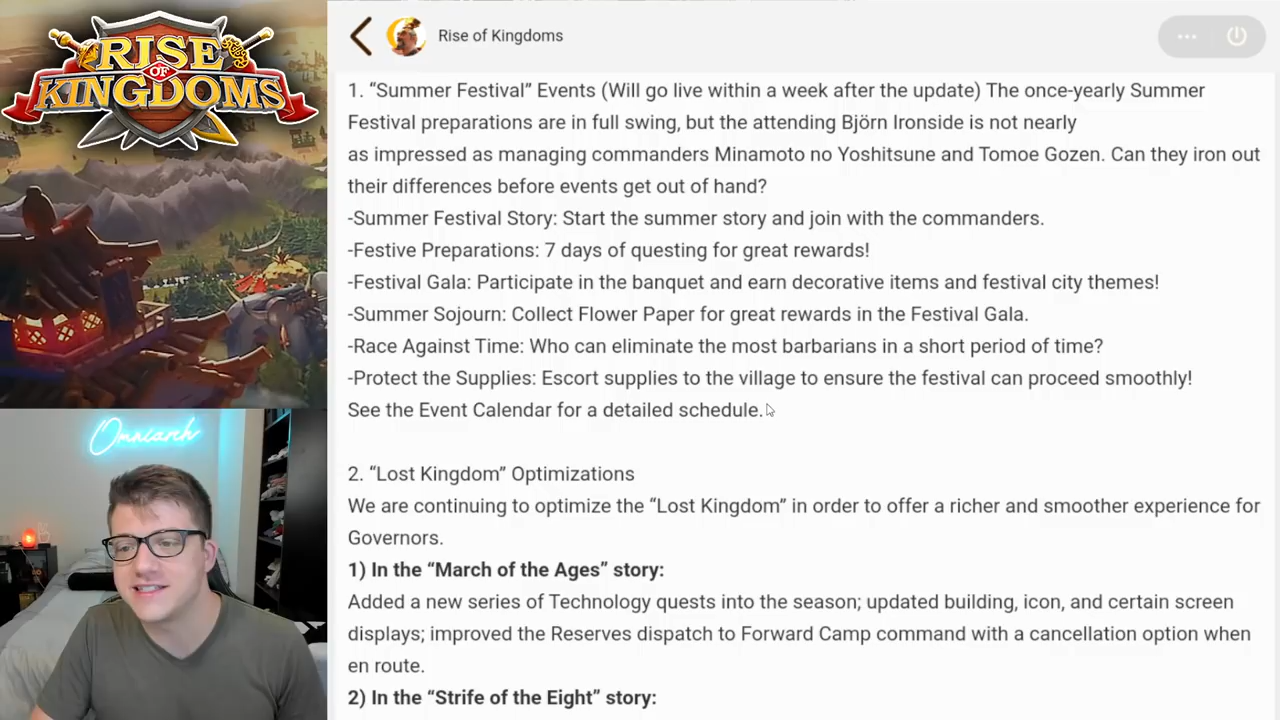 RISE
OF
KINGDOMS
Rise of Kingdoms
1. “Summer Festival” Events (Will go live within a week after the update) The once-yearly Summer
Festival preparations are in full swing, but the attending Björn Ironside is not nearly
as impressed as managing commanders Minamoto no Yoshitsune and Tomoe Gozen. Can they iron out
their differences before events get out of hand?
-Summer Festival Story: Start the summer story and join with the commanders.
-Festive Preparations: 7 days of questing for great rewards!
-Festival Gala: Participate in the banquet and earn decorative items and festival city themes!
-Summer Sojourn: Collect Flower Paper for great rewards in the Festival Gala.
-Race Against Time: Who can eliminate the most barbarians in a short period of time?
-Protect the Supplies: Escort supplies to the village to ensure the festival can proceed smoothly!
See the Event Calendar for a detailed schedule.
Omniarch
2. “Lost Kingdom” Optimizations
We are continuing to optimize the “Lost Kingdom” in order to offer a richer and smoother experience for
Governors.
1) In the “March of the Ages” story:
Added a new series of Technology quests into the season; updated building, icon, and certain screen
displays; improved the Reserves dispatch to Forward Camp command with a cancellation option when
en route.
2) In the “Strife of the Eight” story: